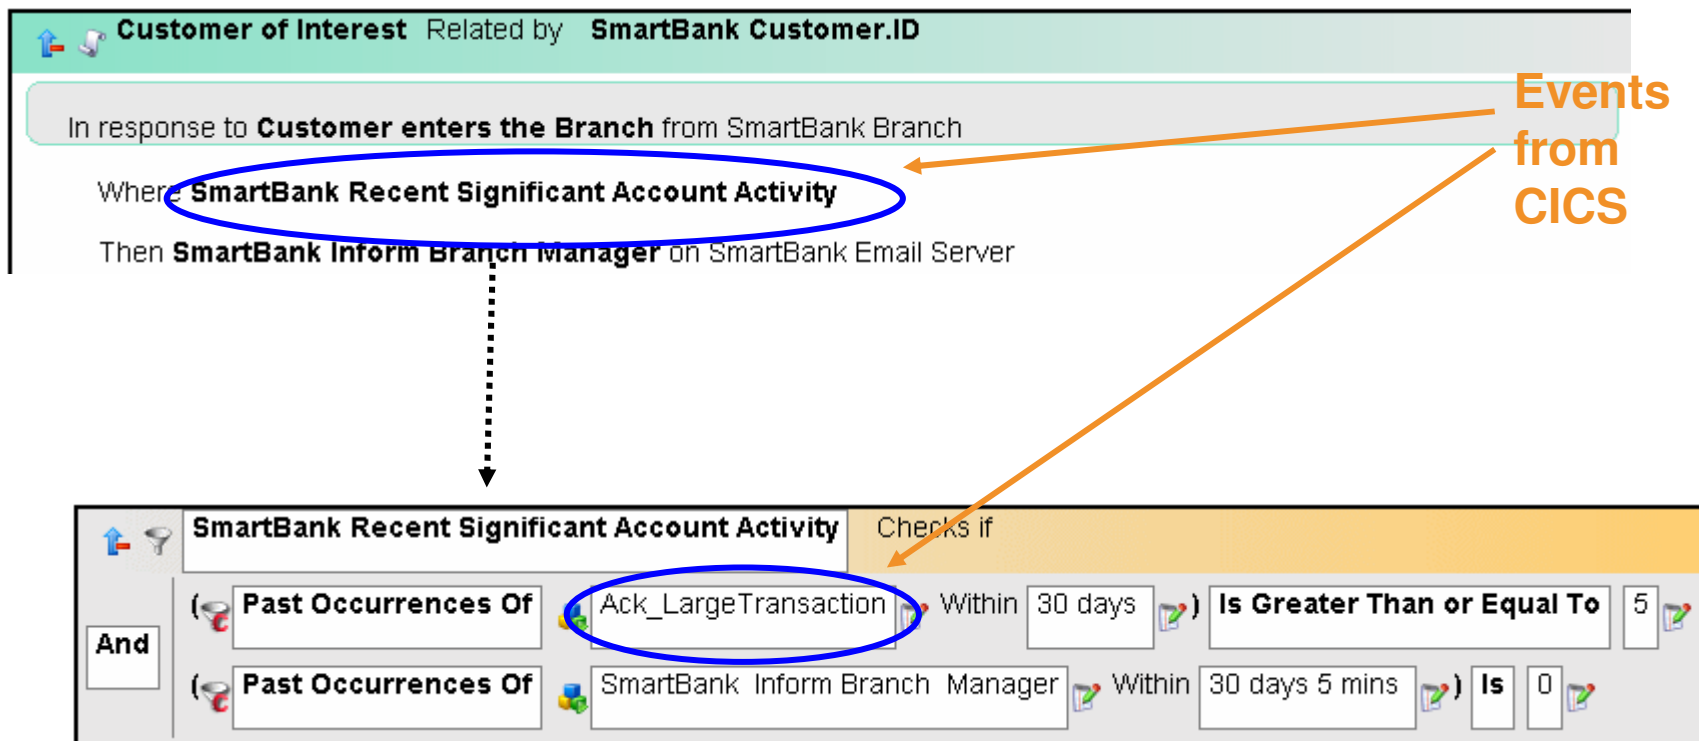 Customer of Interest Related by SmartBank Customer.ID
Events
from
CICS
In response to Customer enters the Branch from SmartBank Branch
Where SmartBank Recent Significant Account Activity
Then SmartBank Inform Branch Manager on SmartBank Email Server
SmartBank Recent Significant Account Activity Checks if
And
( Past Occurrences Of Ack_LargeTransaction Within 30 days ) Is Greater Than or Equal To 5
( Past Occurrences Of SmartBank Inform Branch Manager Within 30 days 5 mins ) Is 0